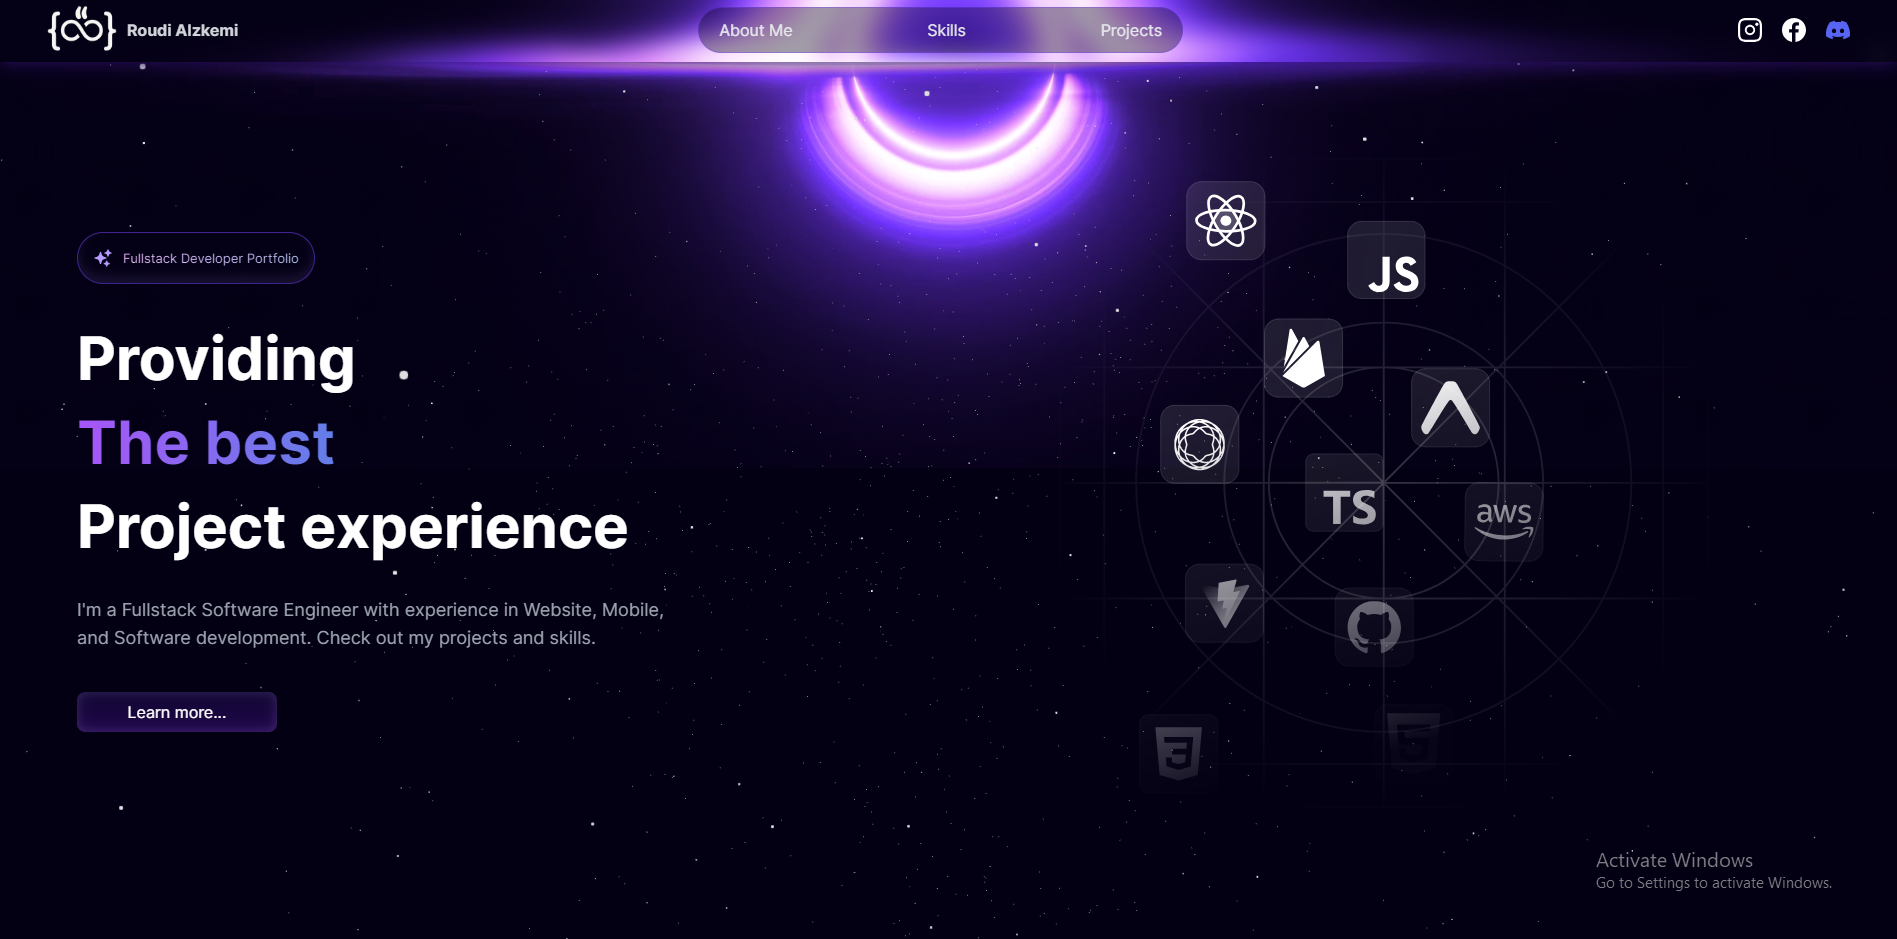 Roudi Alzkemi
About Me
Skills
Projects
Fullstack Developer Portfolio
Providing
The best
Project experience
I'm a Fullstack Software Engineer with experience in Website, Mobile,
and Software development. Check out my projects and skills.
Learn more...
JS
TS
aws
3
5
Activate Windows
Go to Settings to activate Windows.